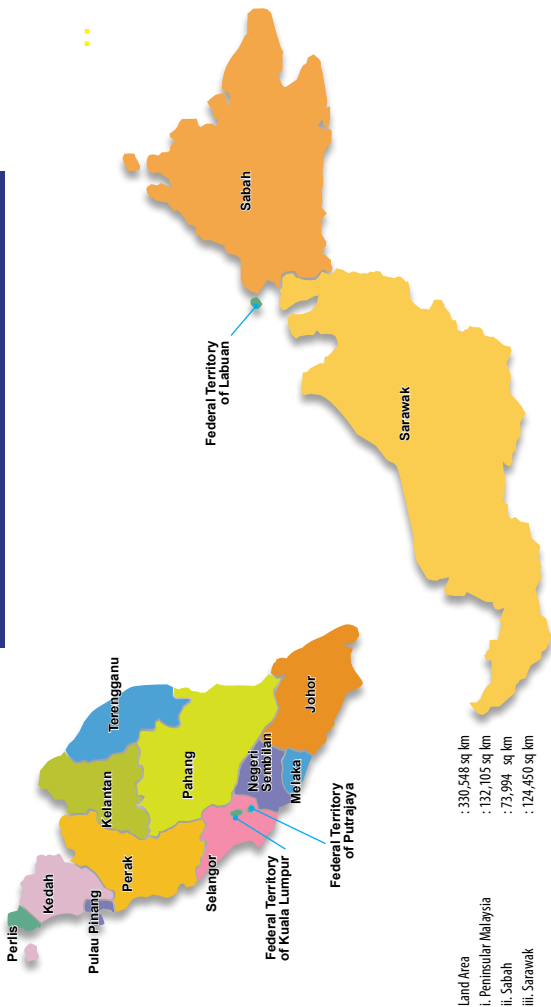 Perlis
Kedah
Pulau Pinang
Perak
Kelantan
Terengganu
Pahang
Selangor
Negeri
Sembilan
Melaka
Johor
Federal Territory
of Kuala Lumpur
Federal Territory
of Putrajaya
Federal Territory
of Labuan
Sabah
Sarawak
Land Area : 330,548 sq km
i. Peninsular Malaysia : 132,105 sq km
ii. Sabah : 73,994 sq km
iii. Sarawak : 124,450 sq km
: